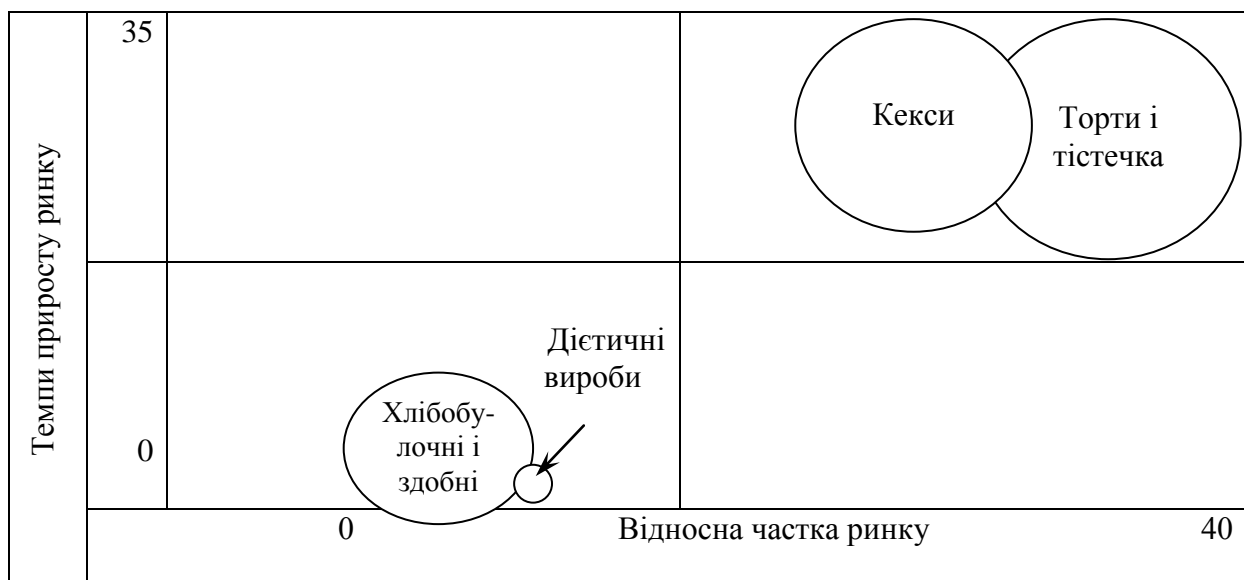 Темпи приросту ринку
35
Кекси
Торти і
тістечка
Дієтичні
вироби
Хлібобу-
лочні і
здобні
0
0
Відносна частка ринку
40